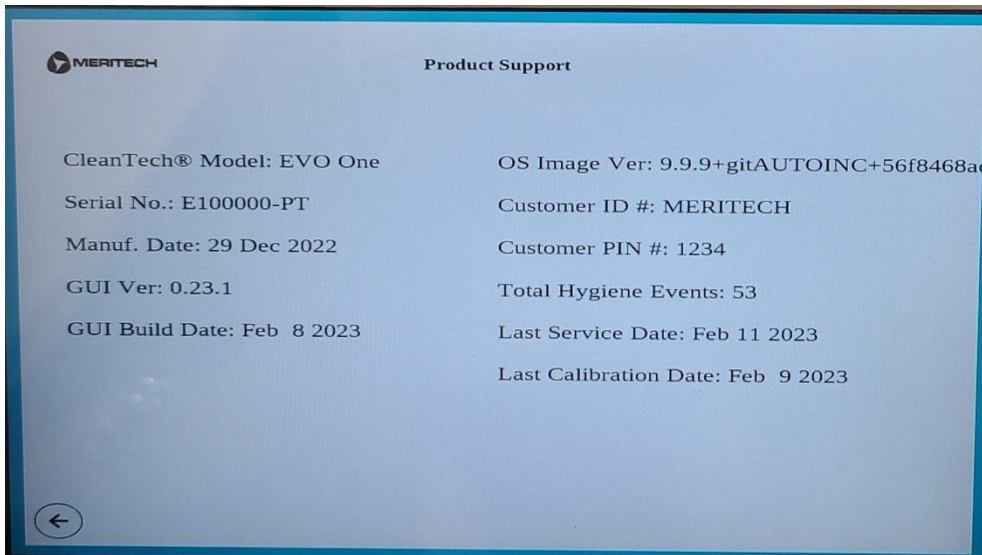 MERITECH
Product Support
CleanTech® Model: EVO One
Serial No.: E100000-PT
Manuf. Date: 29 Dec 2022
GUI Ver: 0.23.1
GUI Build Date: Feb  8 2023
OS Image Ver: 9.9.9+gitAUTOINC+56f8468a
Customer ID #: MERITECH
Customer PIN #: 1234
Total Hygiene Events: 53
Last Service Date: Feb 11 2023
Last Calibration Date: Feb  9 2023